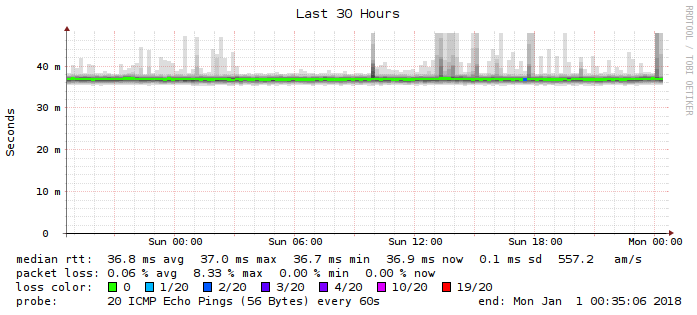 Last 30 Hours
RRDTOOL / TOBI OETIKER
Seconds
40 m
30 m
20 m
10 m
0
Sun 00:00 Sun 06:00 Sun 12:00 Sun 18:00 Mon 00:00
median rtt: 36.8 ms avg 37.0 ms max 36.7 ms min 36.9 ms now 0.1 ms sd 557.2 am/s
packet loss: 0.06 % avg 8.33 % max 0.00 % min 0.00 % now
loss color: 0 1/20 2/20 3/20 4/20 10/20 19/20
probe: 20 ICMP Echo Pings (56 Bytes) every 60s end: Mon Jan 1 00:35:06 2018